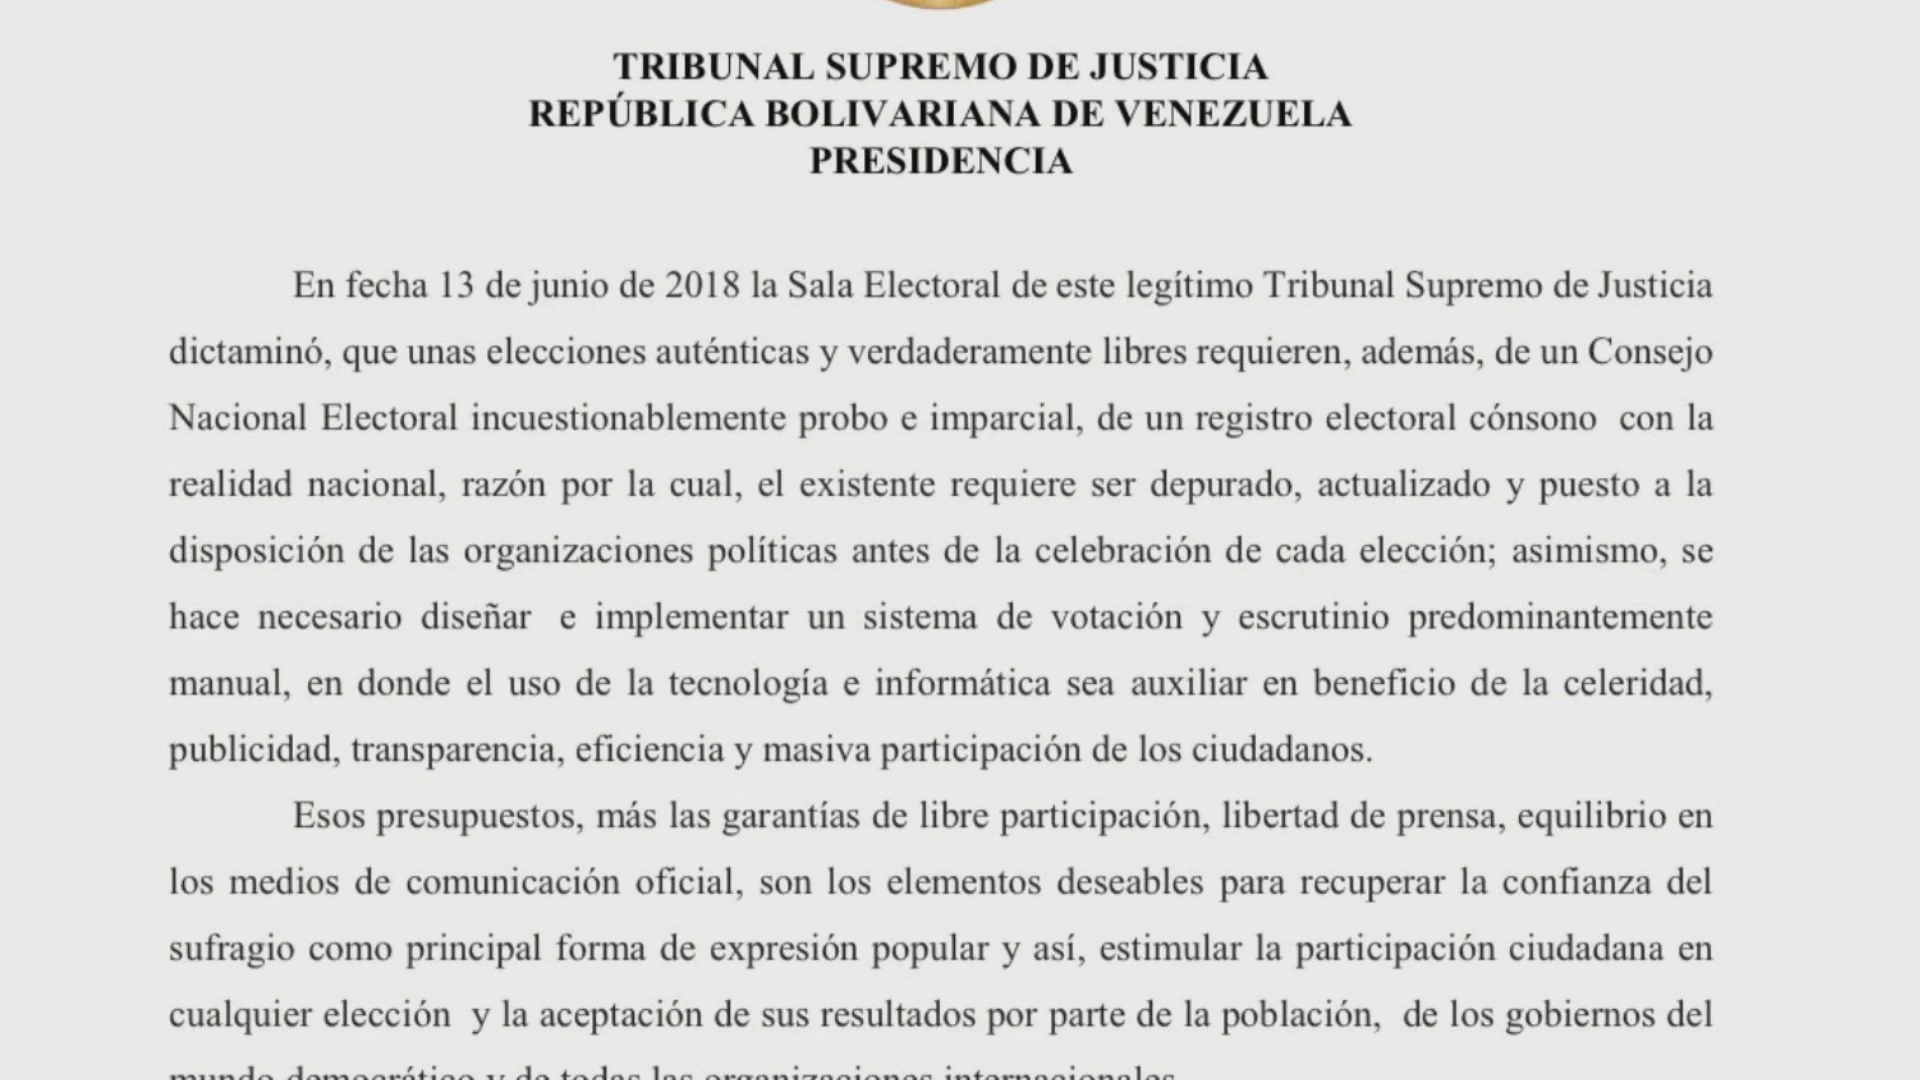 TRIBUNAL SUPREMO DE JUSTICIA
REPÚBLICA BOLIVARIANA DE VENEZUELA
PRESIDENCIA
En fecha 13 de junio de 2018 la Sala Electoral de este legítimo Tribunal Supremo de Justicia
dictaminó, que unas elecciones auténticas y verdaderamente libres requieren, además, de un Consejo
Nacional Electoral incuestionablemente probo e imparcial, de un registro electoral cónsono con la
realidad nacional, razón por la cual, el existente requiere ser depurado, actualizado y puesto a la
disposición de las organizaciones políticas antes de la celebración de cada elección; asimismo, se
hace necesario diseñar e implementar un sistema de votación y escrutinio predominantemente
manual, en donde el uso de la tecnología e informática sea auxiliar en beneficio de la celeridad,
publicidad, transparencia, eficiencia y masiva participación de los ciudadanos.
Esos presupuestos, más las garantías de libre participación, libertad de prensa, equilibrio en
los medios de comunicación oficial, son los elementos deseables para recuperar la confianza del
sufragio como principal forma de expresión popular y así, estimular la participación ciudadana en
cualquier elección y la aceptación de sus resultados por parte de la población, de los gobiernos del
mundo democrático y de todas las organizaciones internacionales.